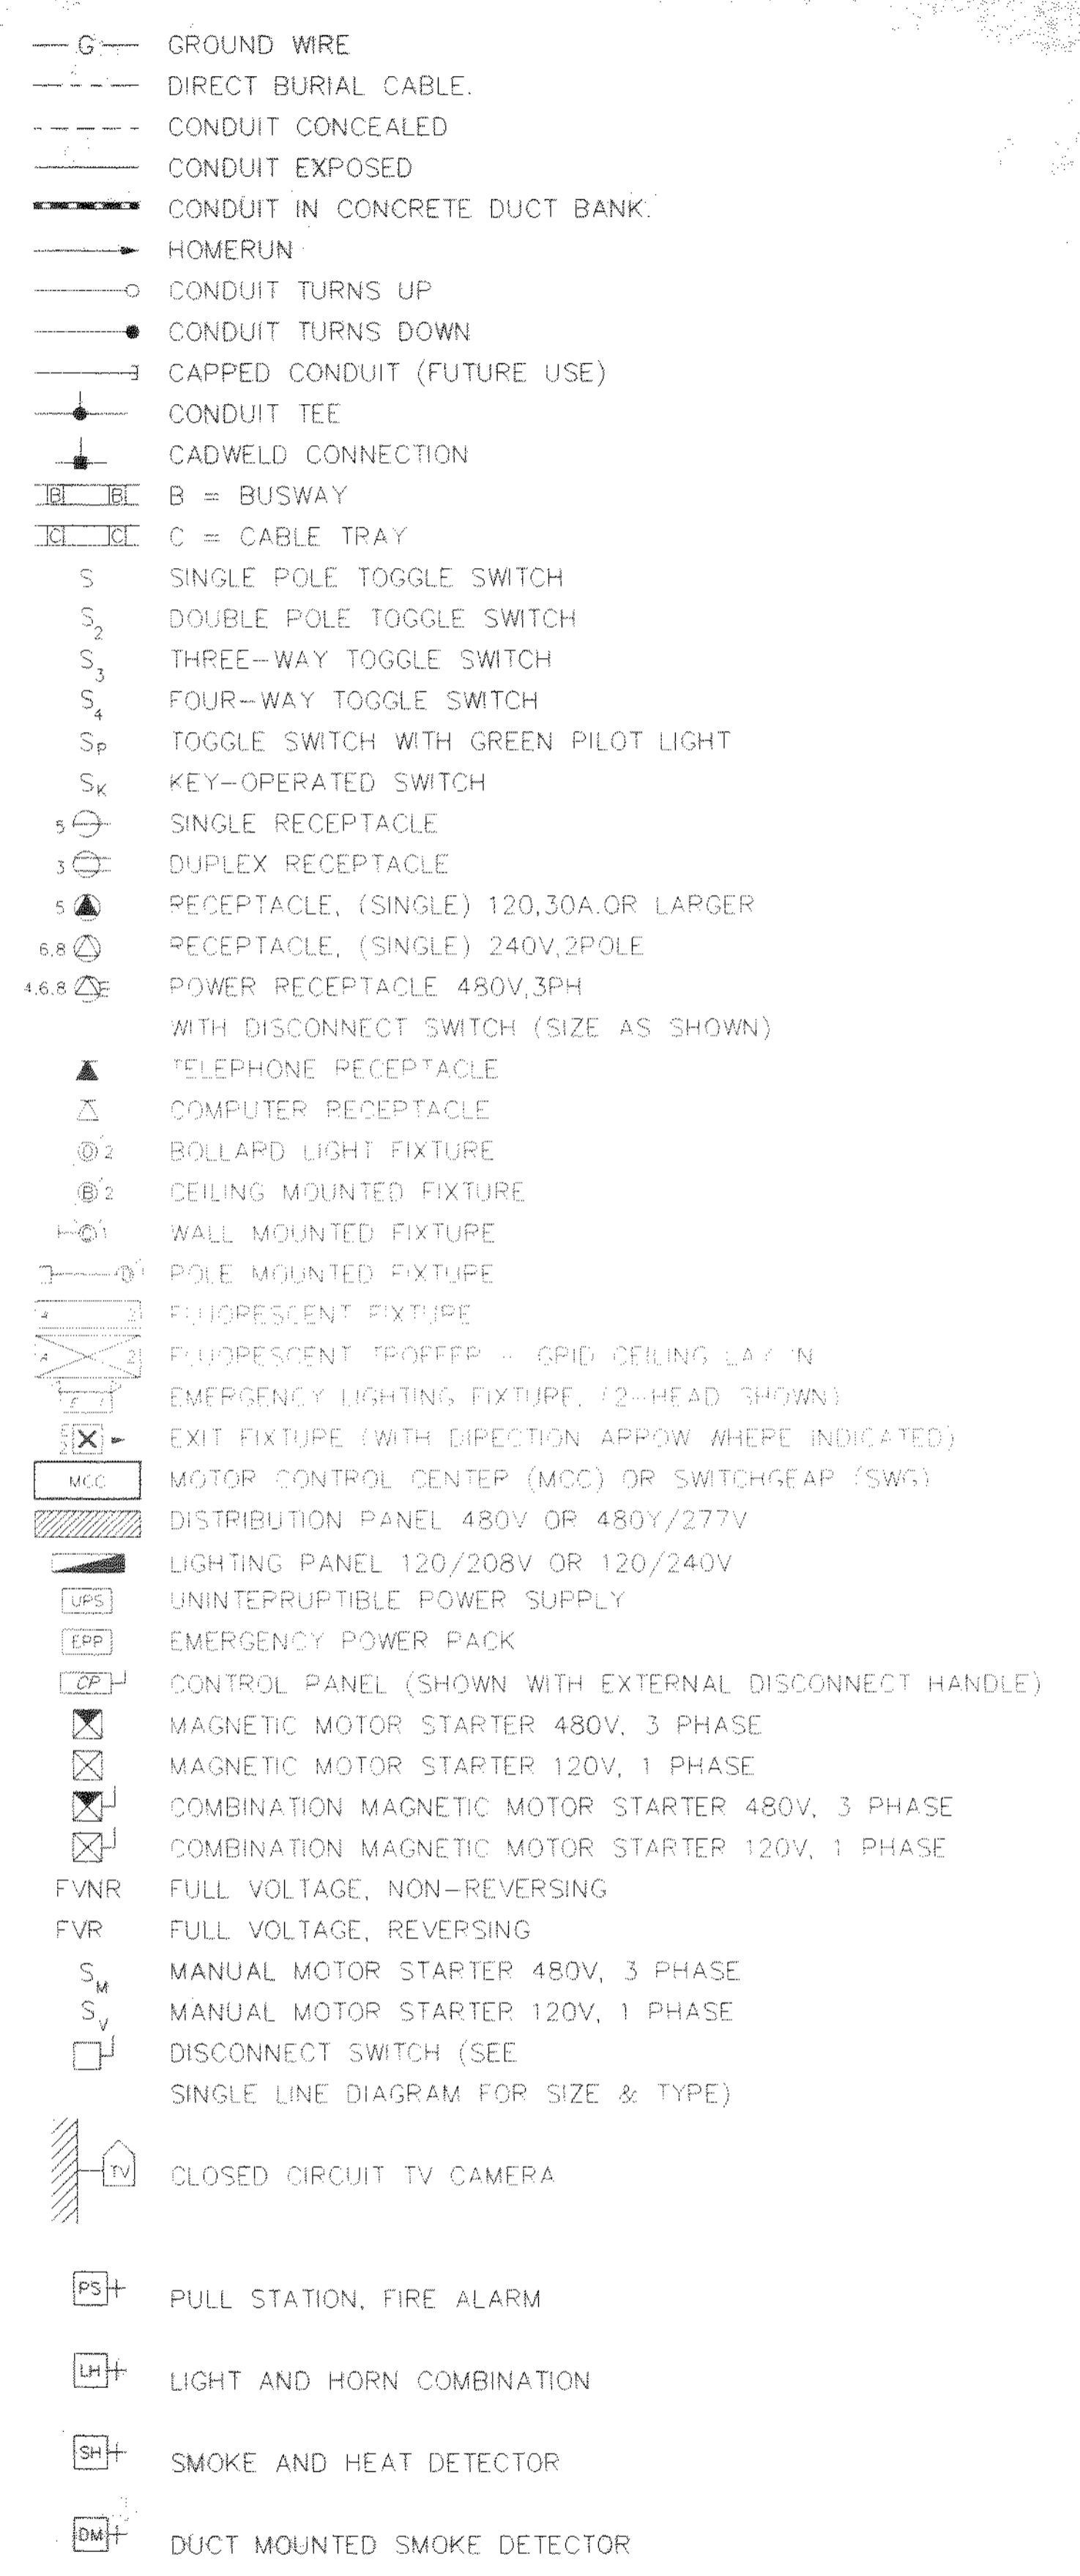 G GROUND WIRE
DIRECT BURIAL CABLE.
CONDUIT CONCEALED
CONDUIT EXPOSED
CONDUIT IN CONCRETE DUCT BANK.
HOMERUN
CONDUIT TURNS UP
CONDUIT TURNS DOWN
CAPPED CONDUIT (FUTURE USE)
CONDUIT TEE
CADWELD CONNECTION
B B B = BUSWAY
C C C = CABLE TRAY
S SINGLE POLE TOGGLE SWITCH
S2 DOUBLE POLE TOGGLE SWITCH
S3 THREE-WAY TOGGLE SWITCH
S4 FOUR-WAY TOGGLE SWITCH
SP TOGGLE SWITCH WITH GREEN PILOT LIGHT
SK KEY-OPERATED SWITCH
5 SINGLE RECEPTACLE
3 DUPLEX RECEPTACLE
5 RECEPTACLE, (SINGLE) 120,30A.OR LARGER
6,8 RECEPTACLE, (SINGLE) 240V,2POLE
4,6,8 POWER RECEPTACLE 480V,3PH
WITH DISCONNECT SWITCH (SIZE AS SHOWN)
TELEPHONE RECEPTACLE
COMPUTER RECEPTACLE
D 2 BOLLARD LIGHT FIXTURE
B 2 CEILING MOUNTED FIXTURE
C 1 WALL MOUNTED FIXTURE
POLE MOUNTED FIXTURE
A 2 FLUORESCENT FIXTURE
A 2 FLUORESCENT TROFFER - GRID CEILING LAY IN
EMERGENCY LIGHTING FIXTURE, (2-HEAD SHOWN)
EXIT FIXTURE (WITH DIRECTION ARROW WHERE INDICATED)
MCC MOTOR CONTROL CENTER (MCC) OR SWITCHGEAR (SWG)
DISTRIBUTION PANEL 480V OR 480Y/277V
LIGHTING PANEL 120/208V OR 120/240V
UPS UNINTERRUPTIBLE POWER SUPPLY
EPP EMERGENCY POWER PACK
CP CONTROL PANEL (SHOWN WITH EXTERNAL DISCONNECT HANDLE)
MAGNETIC MOTOR STARTER 480V, 3 PHASE
MAGNETIC MOTOR STARTER 120V, 1 PHASE
COMBINATION MAGNETIC MOTOR STARTER 480V, 3 PHASE
COMBINATION MAGNETIC MOTOR STARTER 120V, 1 PHASE
FVNR FULL VOLTAGE, NON-REVERSING
FVR FULL VOLTAGE, REVERSING
SM MANUAL MOTOR STARTER 480V, 3 PHASE
SV MANUAL MOTOR STARTER 120V, 1 PHASE
DISCONNECT SWITCH (SEE
SINGLE LINE DIAGRAM FOR SIZE & TYPE)
TV CLOSED CIRCUIT TV CAMERA
PS PULL STATION, FIRE ALARM
LH LIGHT AND HORN COMBINATION
SH SMOKE AND HEAT DETECTOR
DM DUCT MOUNTED SMOKE DETECTOR